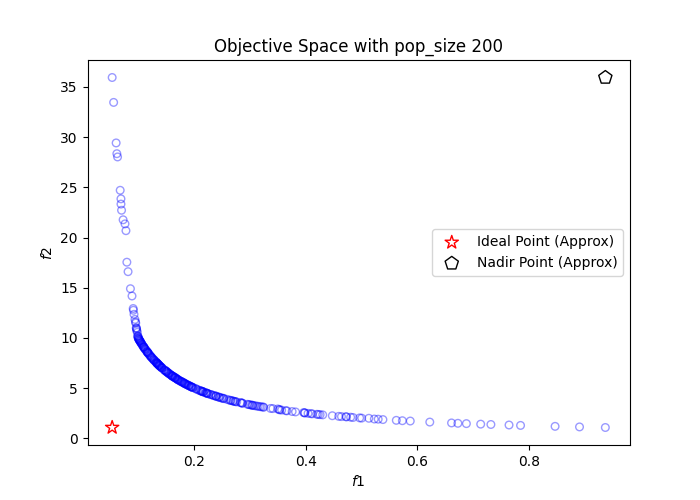 Objective Space with pop_size 200
35
30
25
20
15
10
5
0
f2
Ideal Point (Approx)
Nadir Point (Approx)
0.2 0.4 0.6 0.8
f1